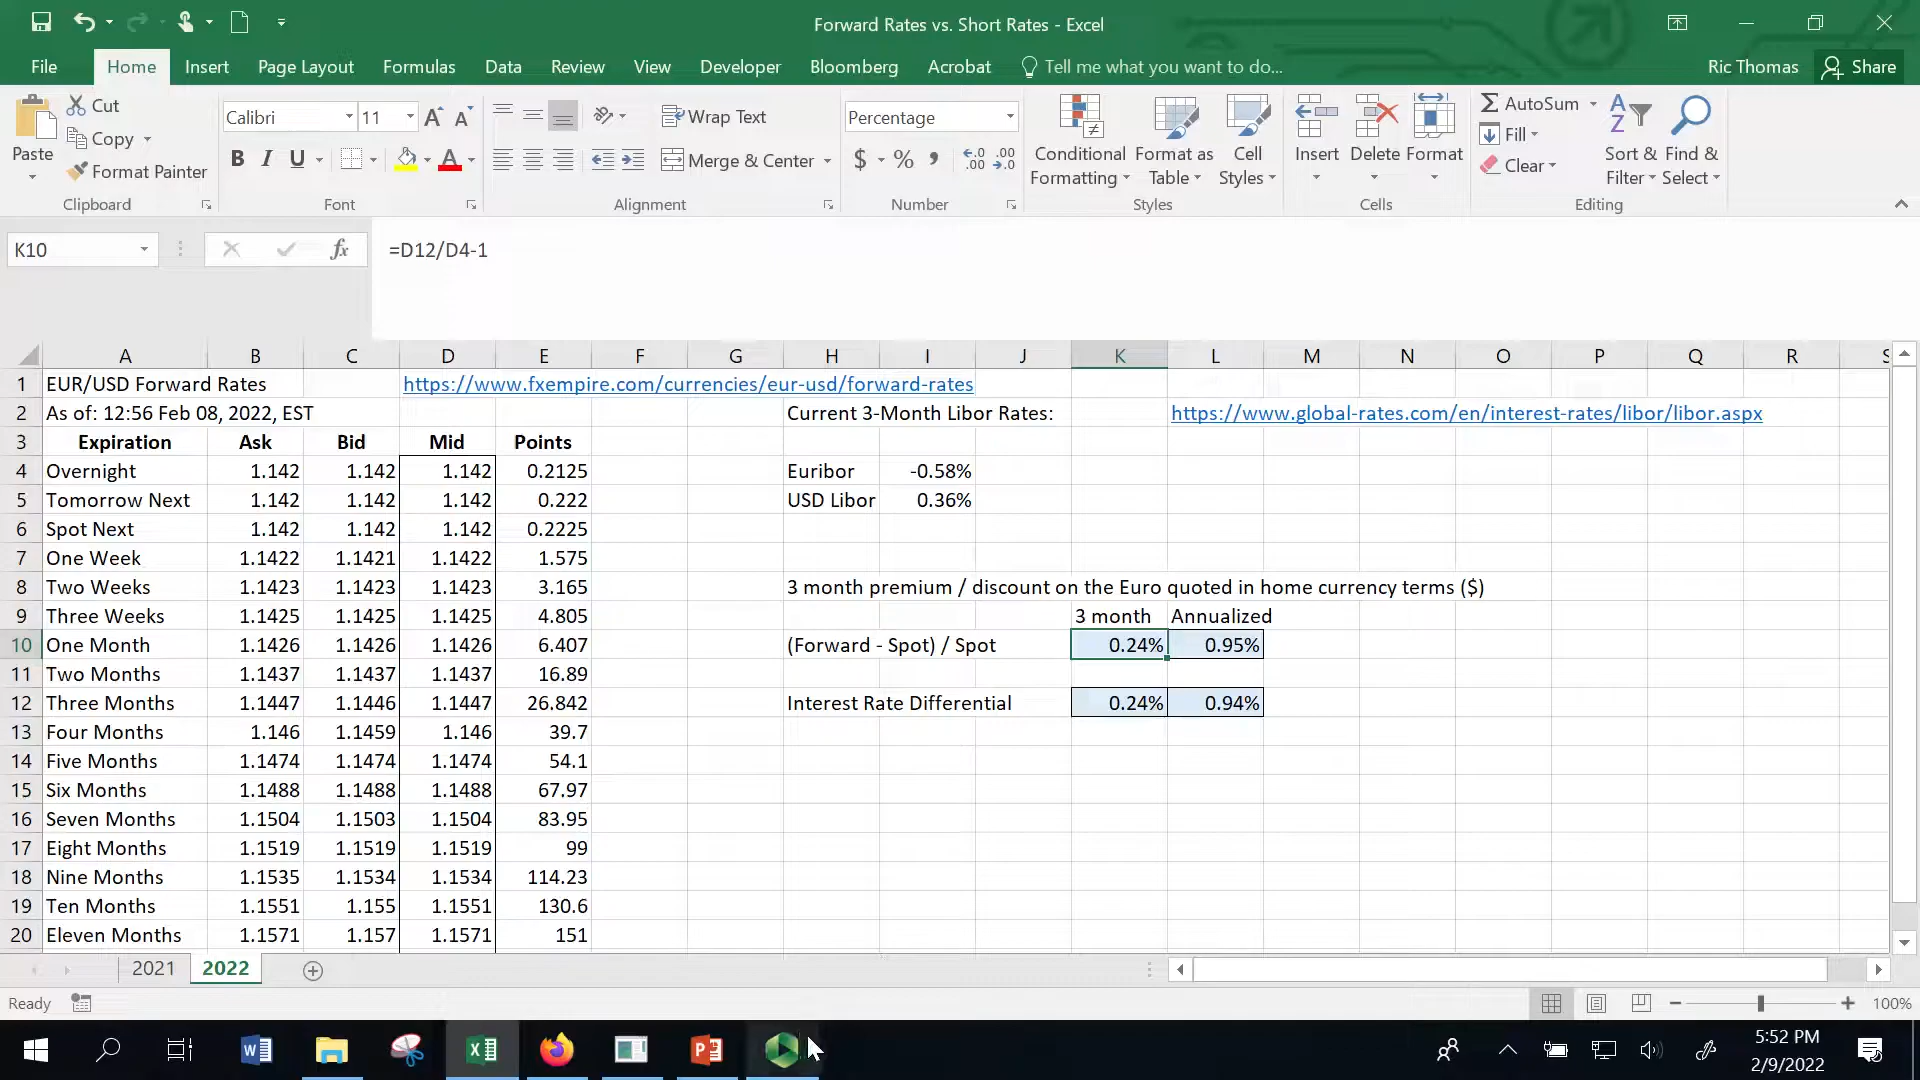 Forward Rates vs. Short Rates - Excel
File Home Insert Page Layout Formulas Data Review View Developer Bloomberg Acrobat Tell me what you want to do... Ric Thomas Share
Paste Cut Copy Format Painter
Calibri 11
B I U
Wrap Text
Merge & Center
Percentage
$ %
Conditional Formatting Format as Table Cell Styles
Insert Delete Format
AutoSum Fill Clear
Sort & Filter Find & Select
Clipboard Font Alignment Number Styles Cells Editing
K10 fx =D12/D4-1
A B C D E F G H I J K L M N O P Q R S
1 EUR/USD Forward Rates https://www.fxempire.com/currencies/eur-usd/forward-rates
2 As of: 12:56 Feb 08, 2022, EST Current 3-Month Libor Rates: https://www.global-rates.com/en/interest-rates/libor/libor.aspx
3 Expiration Ask Bid Mid Points
4 Overnight 1.142 1.142 1.142 0.2125 Euribor -0.58%
5 Tomorrow Next 1.142 1.142 1.142 0.222 USD Libor 0.36%
6 Spot Next 1.142 1.142 1.142 0.2225
7 One Week 1.1422 1.1421 1.1422 1.575
8 Two Weeks 1.1423 1.1423 1.1423 3.165 3 month premium / discount on the Euro quoted in home currency terms ($)
9 Three Weeks 1.1425 1.1425 1.1425 4.805 3 month Annualized
10 One Month 1.1426 1.1426 1.1426 6.407 (Forward - Spot) / Spot 0.24% 0.95%
11 Two Months 1.1437 1.1437 1.1437 16.89
12 Three Months 1.1447 1.1446 1.1447 26.842 Interest Rate Differential 0.24% 0.94%
13 Four Months 1.146 1.1459 1.146 39.7
14 Five Months 1.1474 1.1474 1.1474 54.1
15 Six Months 1.1488 1.1488 1.1488 67.97
16 Seven Months 1.1504 1.1503 1.1504 83.95
17 Eight Months 1.1519 1.1519 1.1519 99
18 Nine Months 1.1535 1.1534 1.1534 114.23
19 Ten Months 1.1551 1.155 1.1551 130.6
20 Eleven Months 1.1571 1.157 1.1571 151
2021 2022
Ready 100%
5:52 PM
2/9/2022